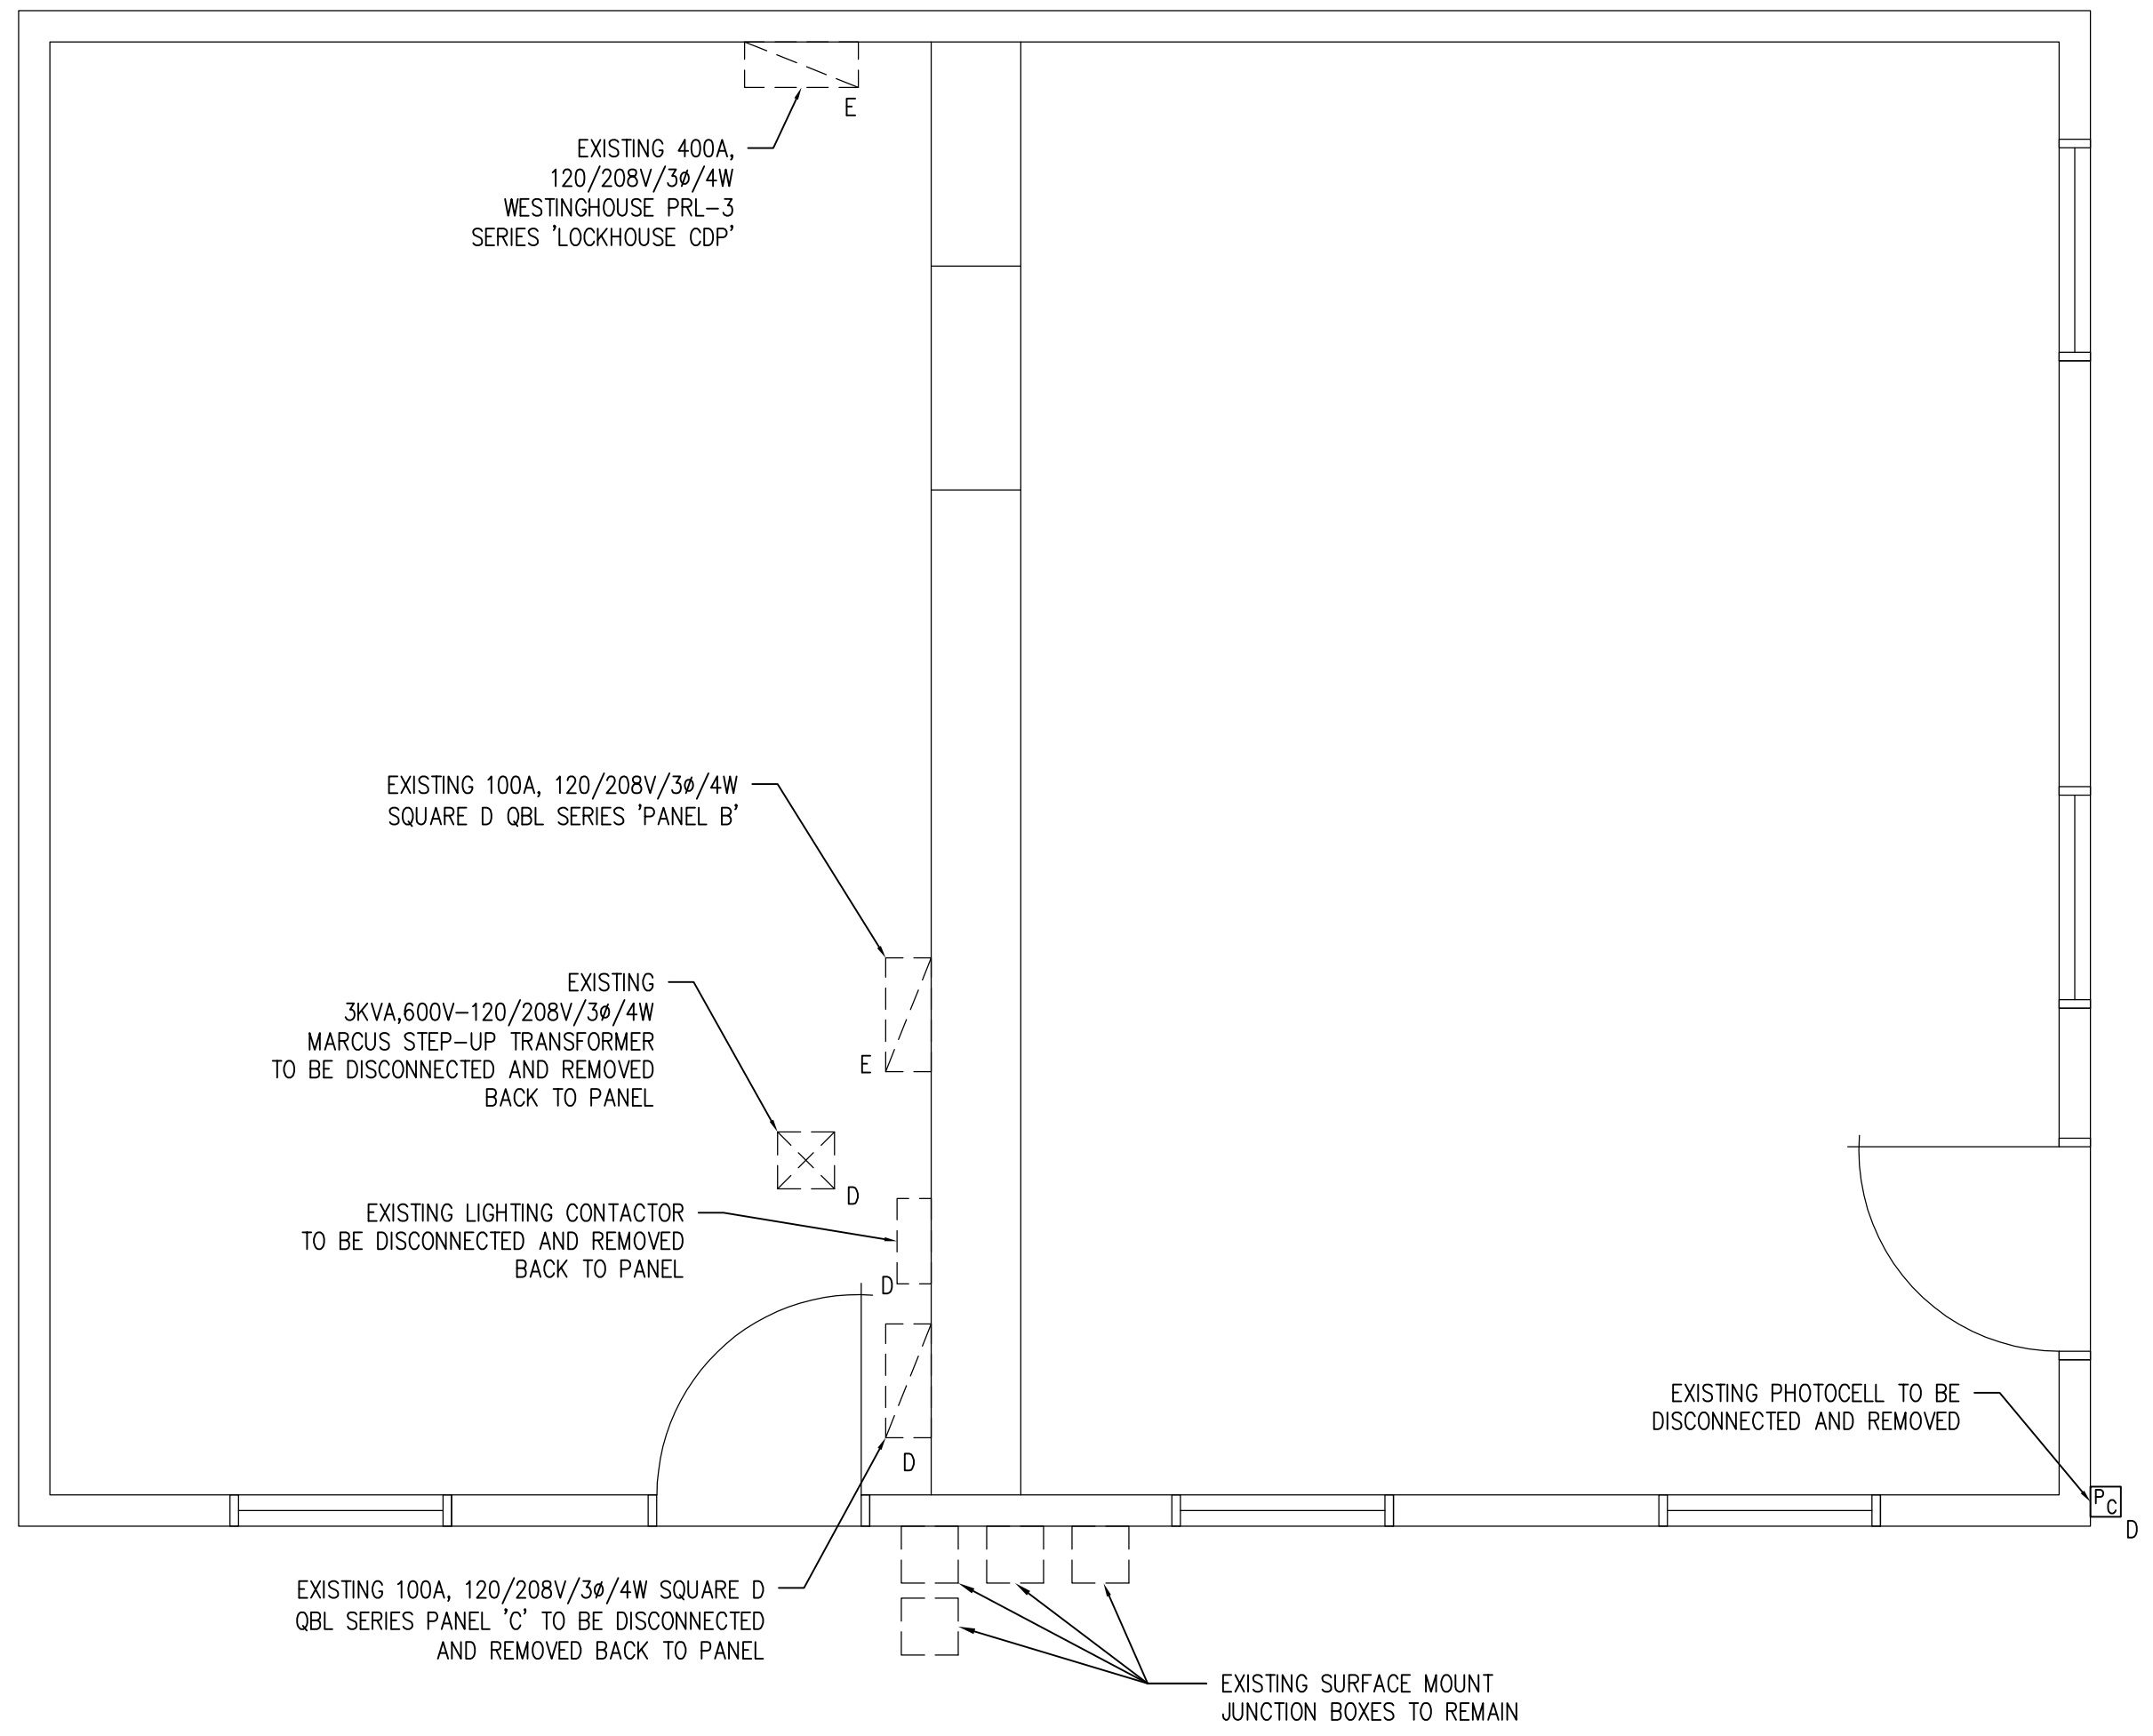 E
EXISTING 400A,
120/208V/3ø/4W
WESTINGHOUSE PRL-3
SERIES 'LOCKHOUSE CDP'
EXISTING 100A, 120/208V/3ø/4W
SQUARE D QBL SERIES 'PANEL B'
E
EXISTING
3KVA,600V-120/208V/3ø/4W
MARCUS STEP-UP TRANSFORMER
TO BE DISCONNECTED AND REMOVED
BACK TO PANEL
D
EXISTING LIGHTING CONTACTOR
TO BE DISCONNECTED AND REMOVED
BACK TO PANEL
D
D
EXISTING PHOTOCELL TO BE
DISCONNECTED AND REMOVED
PC
D
EXISTING 100A, 120/208V/3ø/4W SQUARE D
QBL SERIES PANEL 'C' TO BE DISCONNECTED
AND REMOVED BACK TO PANEL
EXISTING SURFACE MOUNT
JUNCTION BOXES TO REMAIN